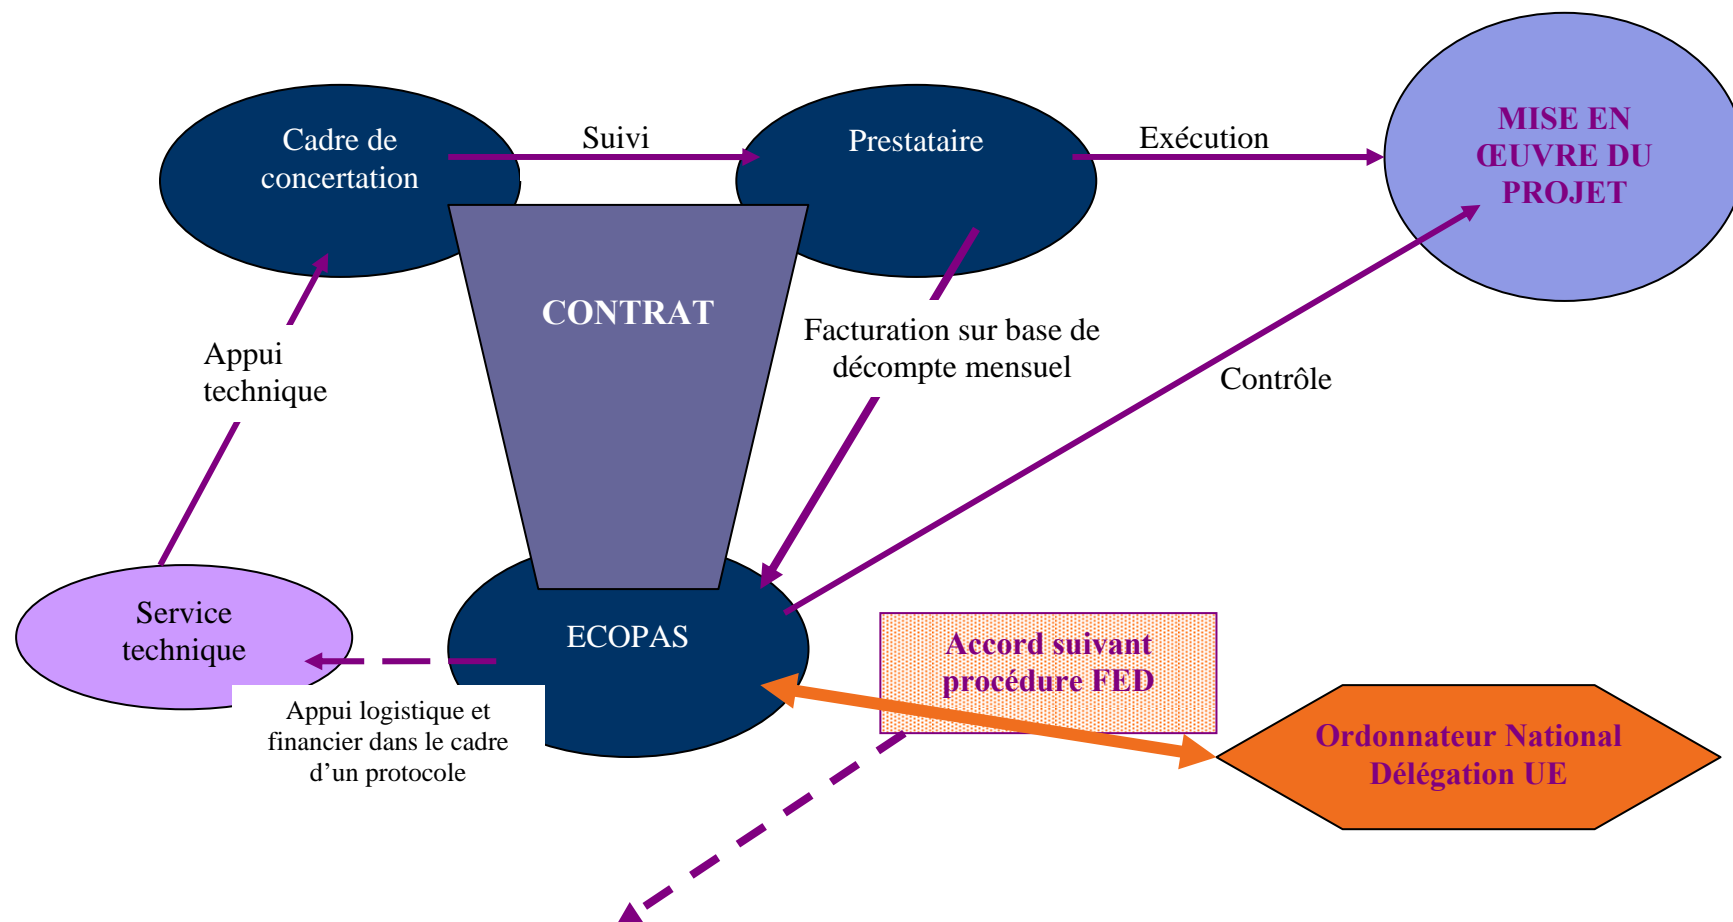 Cadre de
concertation
Suivi
Prestataire
Exécution
MISE EN
ŒUVRE DU
PROJET
CONTRAT
Facturation sur base de
décompte mensuel
Appui
technique
Contrôle
Service
technique
ECOPAS
Accord suivant
procédure FED
Appui logistique et
financier dans le cadre
d’un protocole
Ordonnateur National
Délégation UE